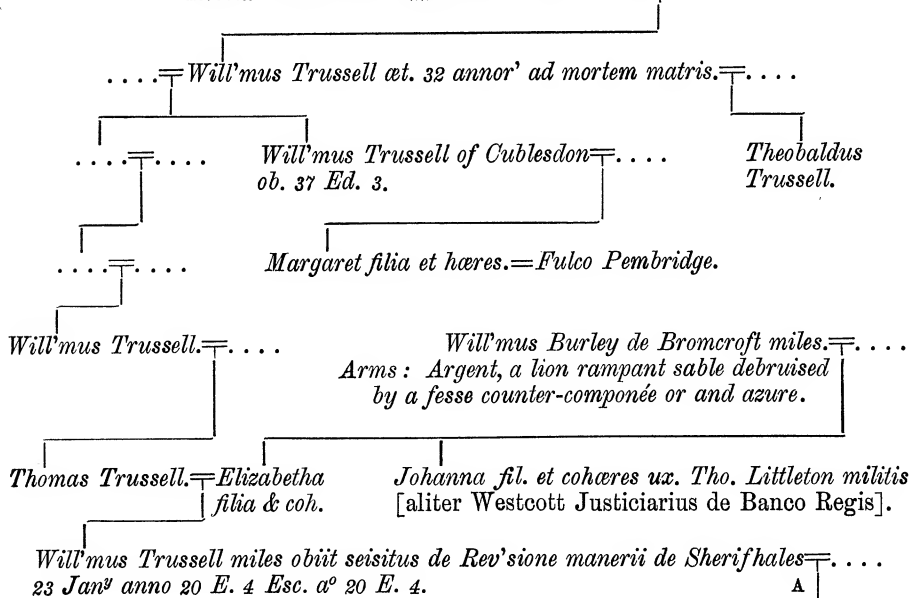 . . . . Will'mus Trussell æt. 32 annor' ad mortem matris. . . . .
. . . . . . . . Will'mus Trussell of Cublesdon . . . . Theobaldus
ob. 37 Ed. 3. Trussell.
. . . . . . . . Margaret filia et hæres.=Fulco Pembridge.
Will'mus Trussell. . . . . Will'mus Burley de Bromcroft miles. . . . .
Arms : Argent, a lion rampant sable debruised
by a fesse counter-componée or and azure.
Thomas Trussell. Elizabetha Johanna fil. et cohæres ux. Tho. Littleton militis
filia & coh. [aliter Westcott Justiciarius de Banco Regis].
Will'mus Trussell miles obiit seisitus de Rev'sione manerii de Sherifhales . . . .
23 Janʸ anno 20 E. 4 Esc. aº 20 E. 4. A